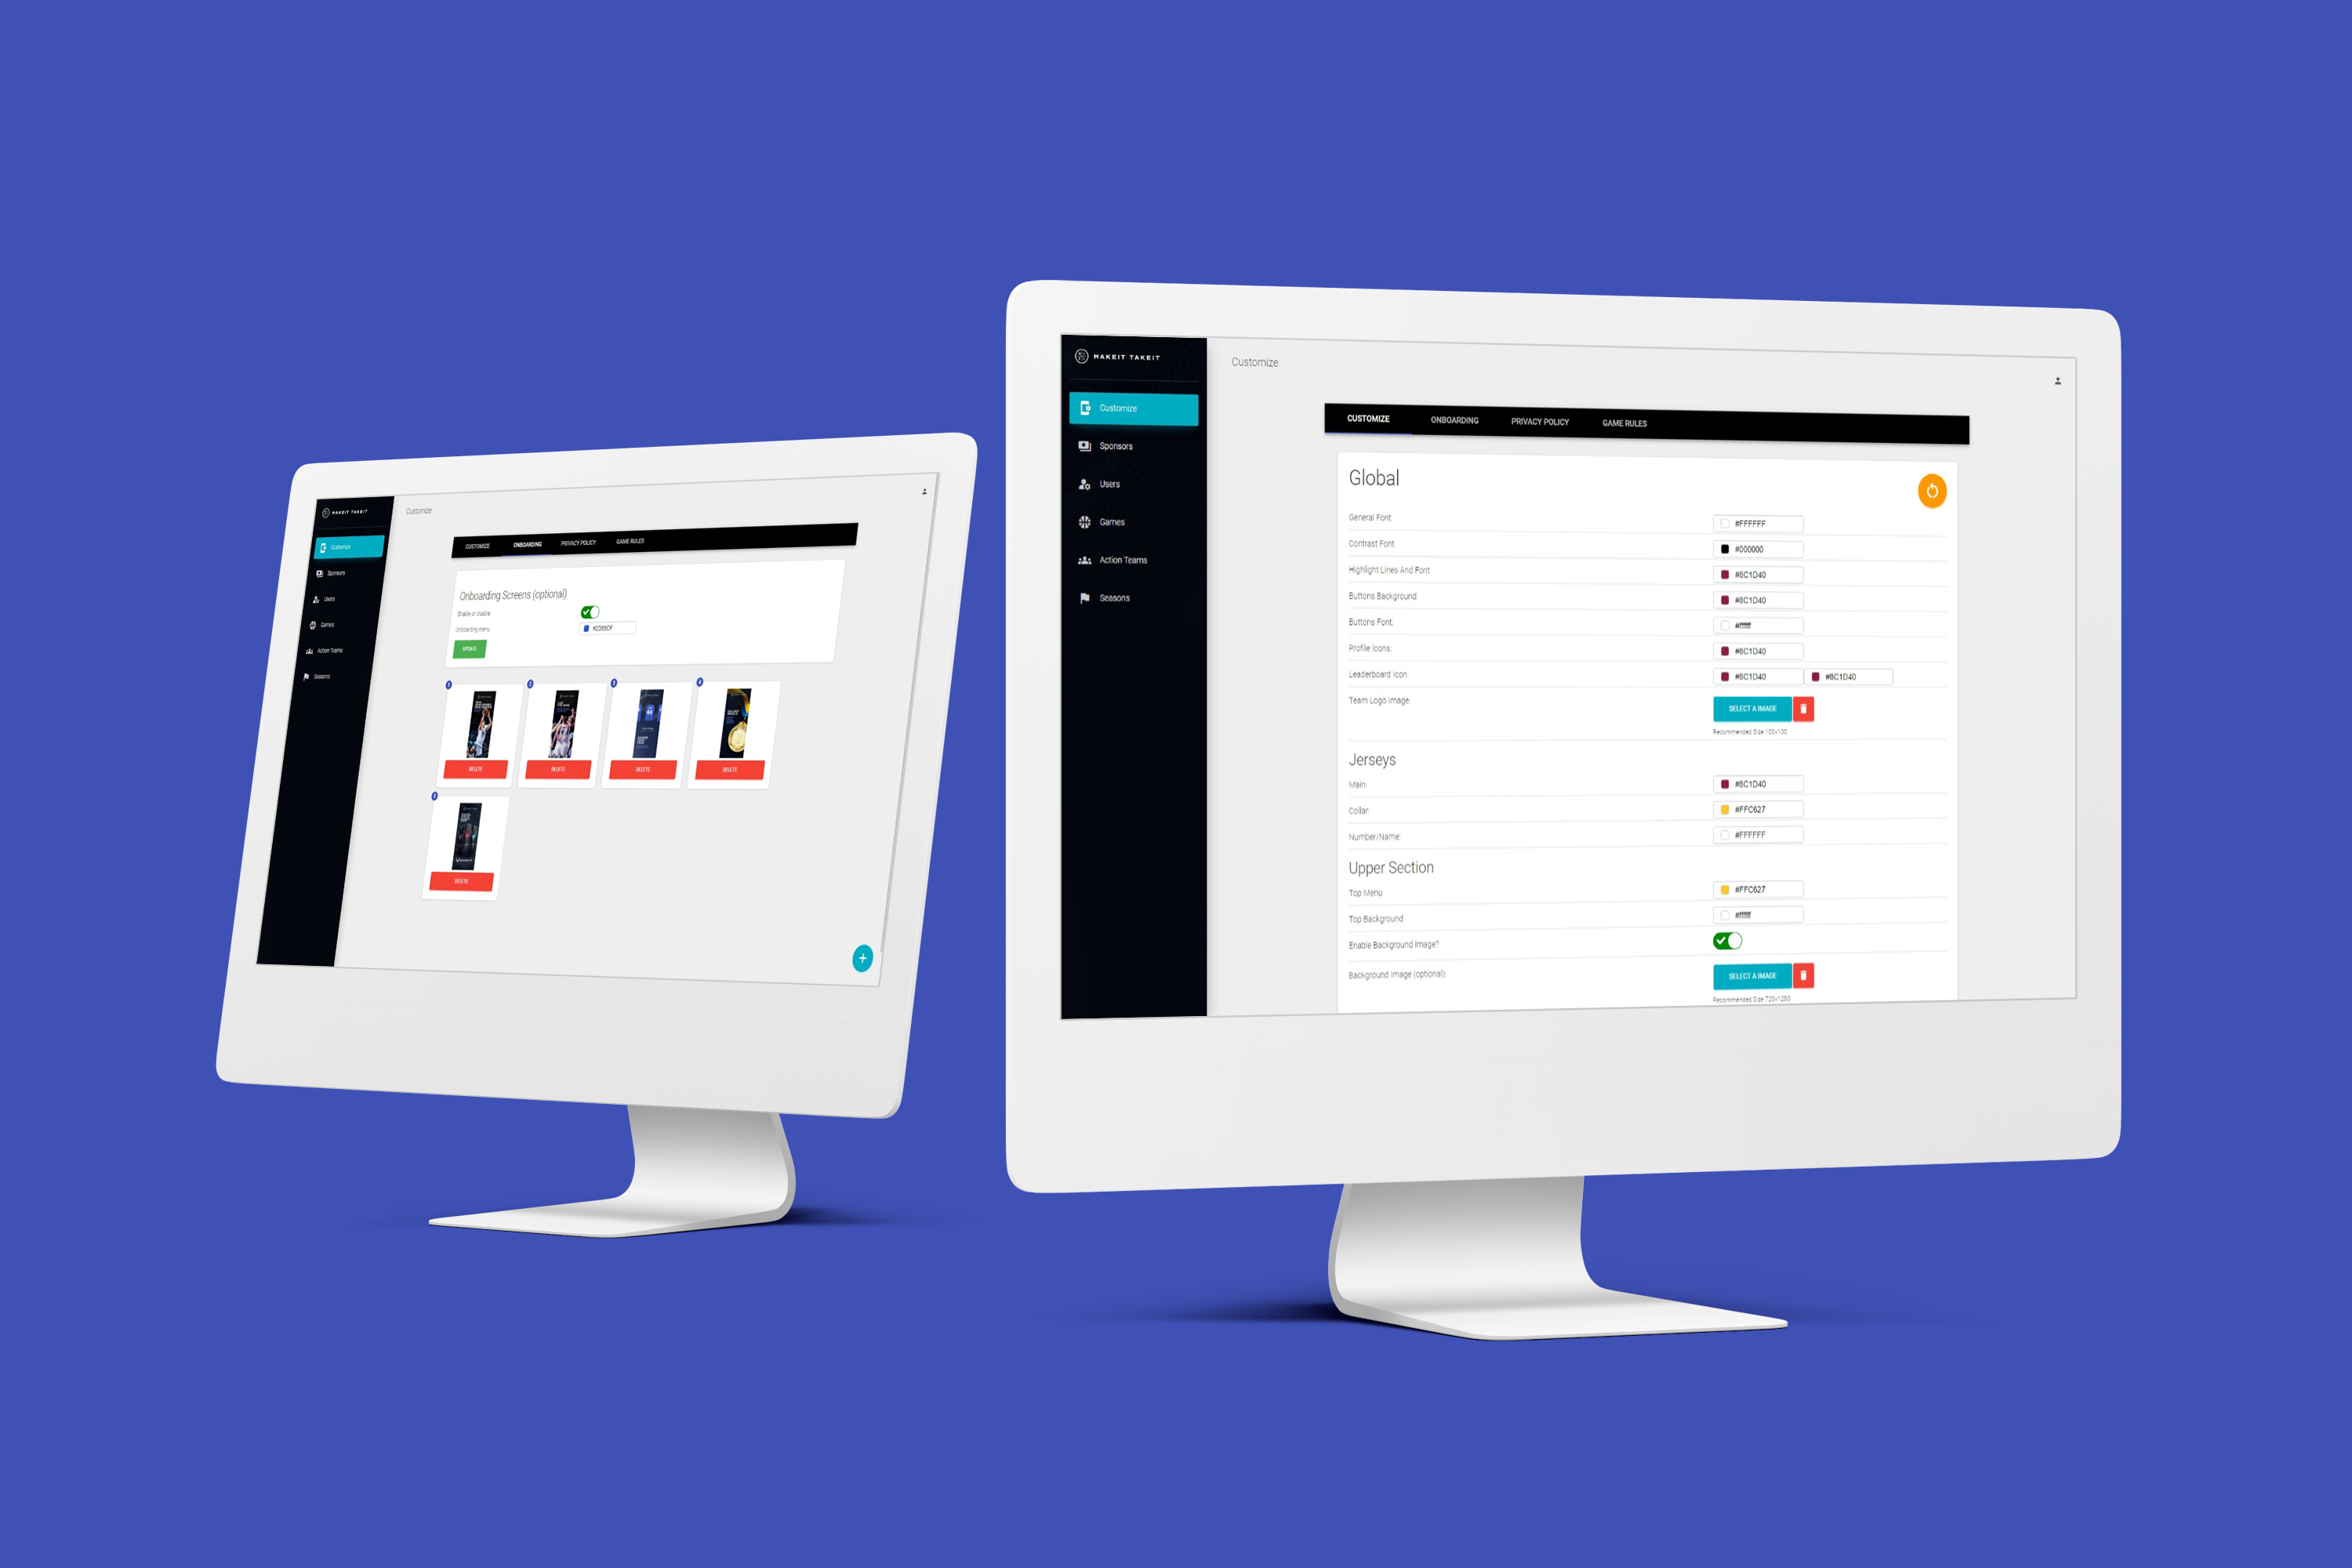 MAKEIT TAKEIT
Customize
Customize
Sponsors
Users
Games
Action Teams
Seasons
CUSTOMIZE ONBOARDING PRIVACY POLICY GAME RULES
Onboarding Screens (optional)
Enable or disable
Onboarding menu
UPDATE
1 2 3 4
DELETE DELETE DELETE DELETE
5
DELETE
MAKEIT TAKEIT
Customize
Customize
Sponsors
Users
Games
Action Teams
Seasons
CUSTOMIZE ONBOARDING PRIVACY POLICY GAME RULES
Global
General Font #FFFFFF
Contrast Font #000000
Highlight Lines And Font #8C1D40
Buttons Background: #8C1D40
Buttons Font: #ffffff
Profile Icons: #8C1D40
Leaderboard Icon: #8C1D40 #8C1D40
Team Logo Image: SELECT A IMAGE
Recommended Size 100x100
Jerseys
Main: #8C1D40
Collar: #FFC627
Number/Name: #FFFFFF
Upper Section
Top Menu #FFC627
Top Background #ffffff
Enable Background Image?
Background Image (optional): SELECT A IMAGE
Recommended Size 720x1280